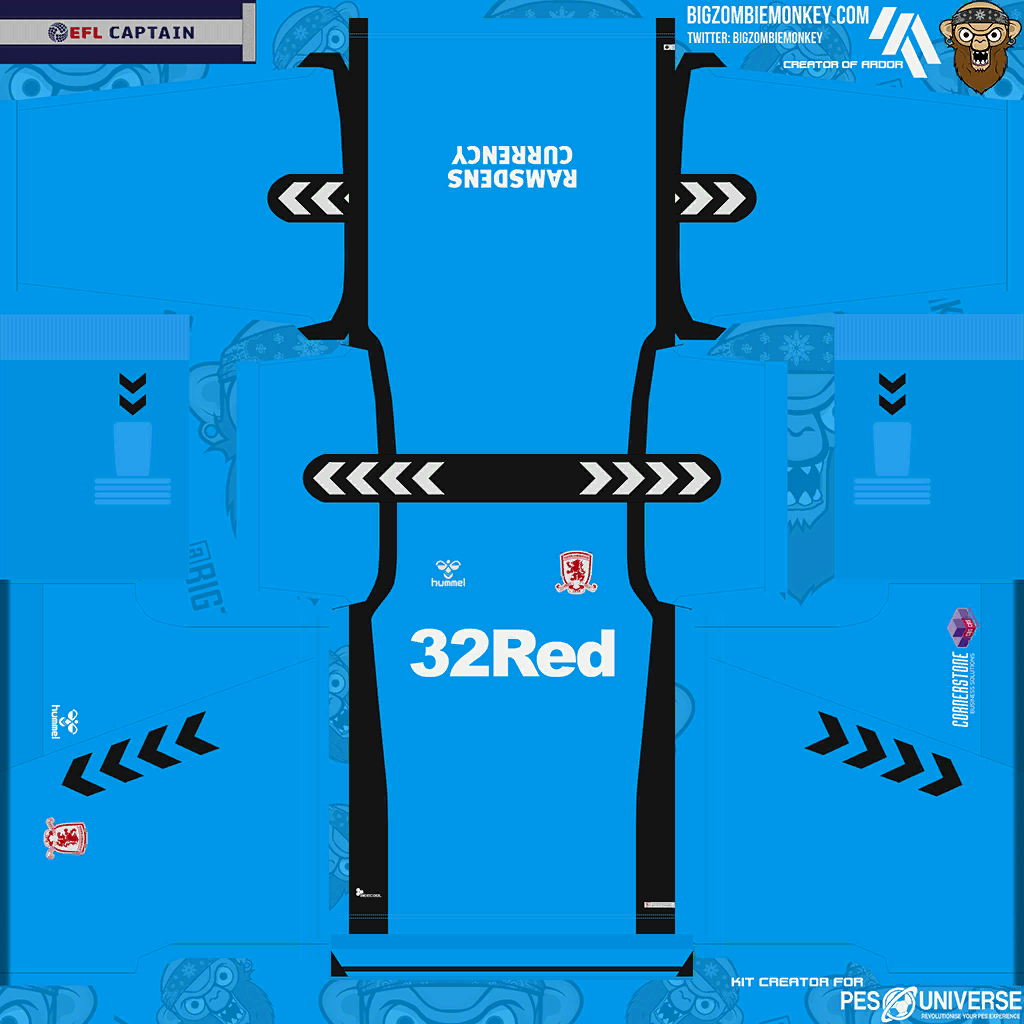 EFL CAPTAIN
BIGZOMBIEMONKEY.COM
TWITTER: BIGZOMBIEMONKEY
CREATOR OF ARDOR
RAMSDENS
CURRENCY
hummel
32Red
CORNERSTONE
BUSINESS SOLUTIONS
hummel
BEECOOL
KIT CREATOR FOR
PES UNIVERSE
REVOLUTIONISE YOUR PES EXPERIENCE